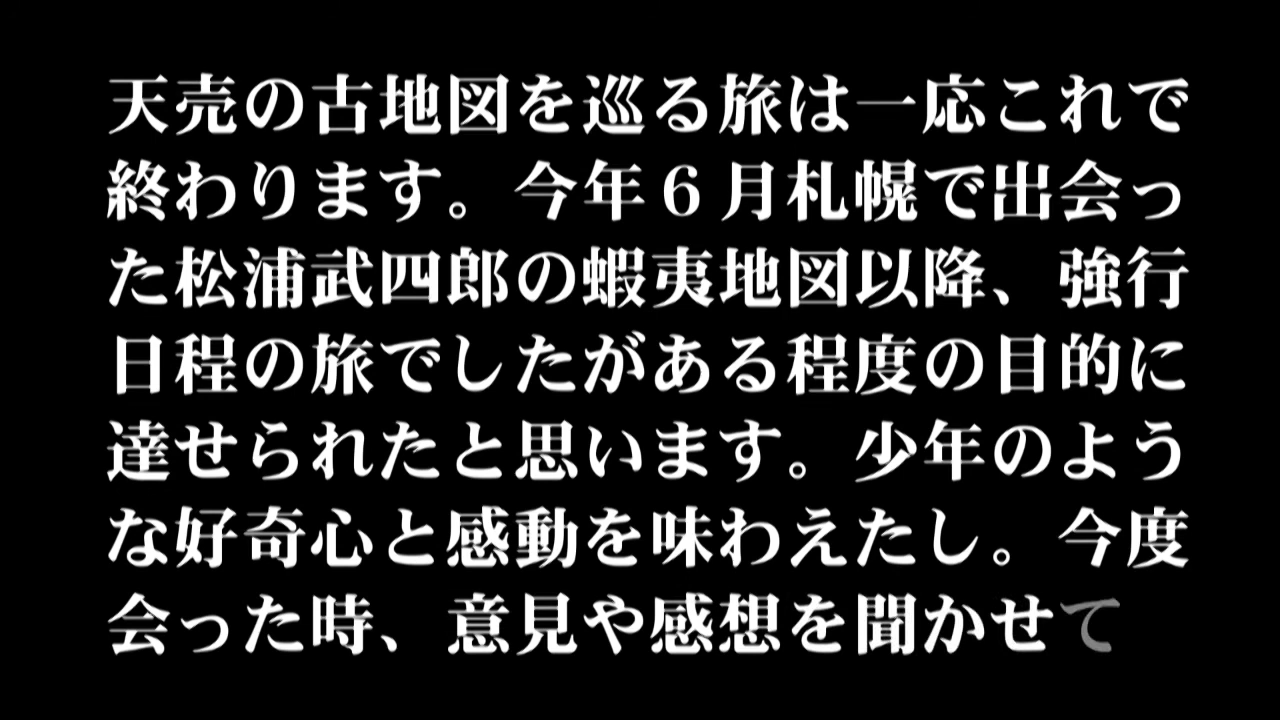 天売の古地図を巡る旅は一応これで
終わります。今年６月札幌で出会っ
た松浦武四郎の蝦夷地図以降、強行
日程の旅でしたがある程度の目的に
達せられたと思います。少年のよう
な好奇心と感動を味わえたし。今度
会った時、意見や感想を聞かせて